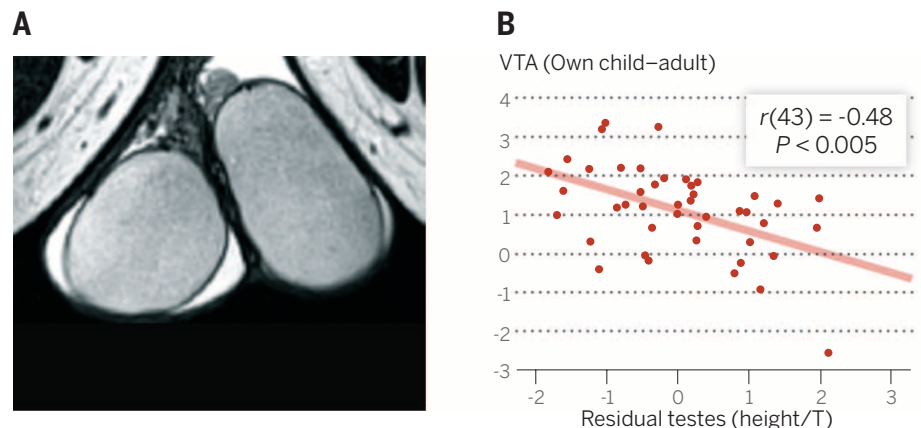 A
B
VTA (Own child–adult)
4
3
2
1
0
-1
-2
-3
r(43) = -0.48
P < 0.005
-2 -1 0 1 2 3
Residual testes (height/T)